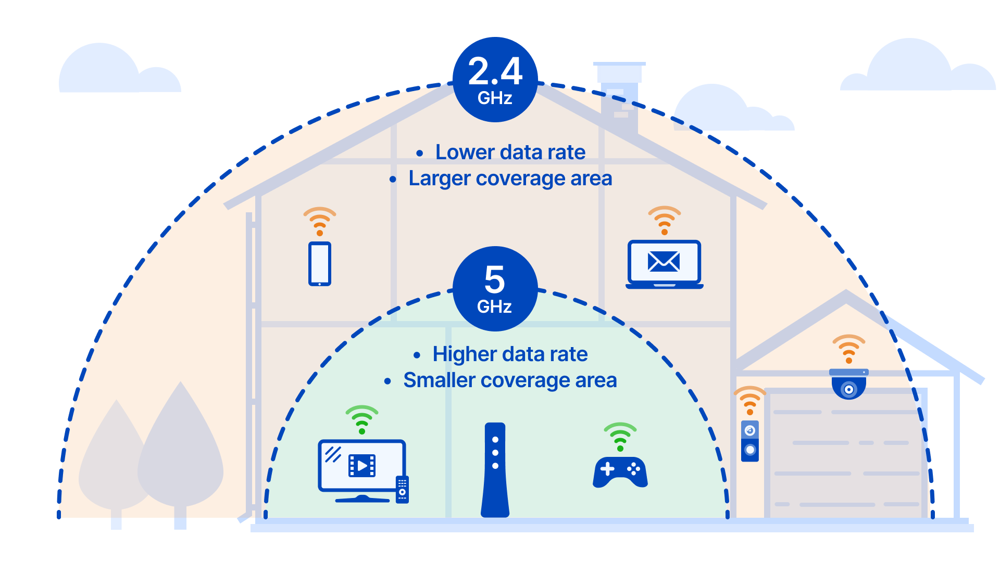 2.4
GHz
• Lower data rate
• Larger coverage area
5
GHz
• Higher data rate
• Smaller coverage area